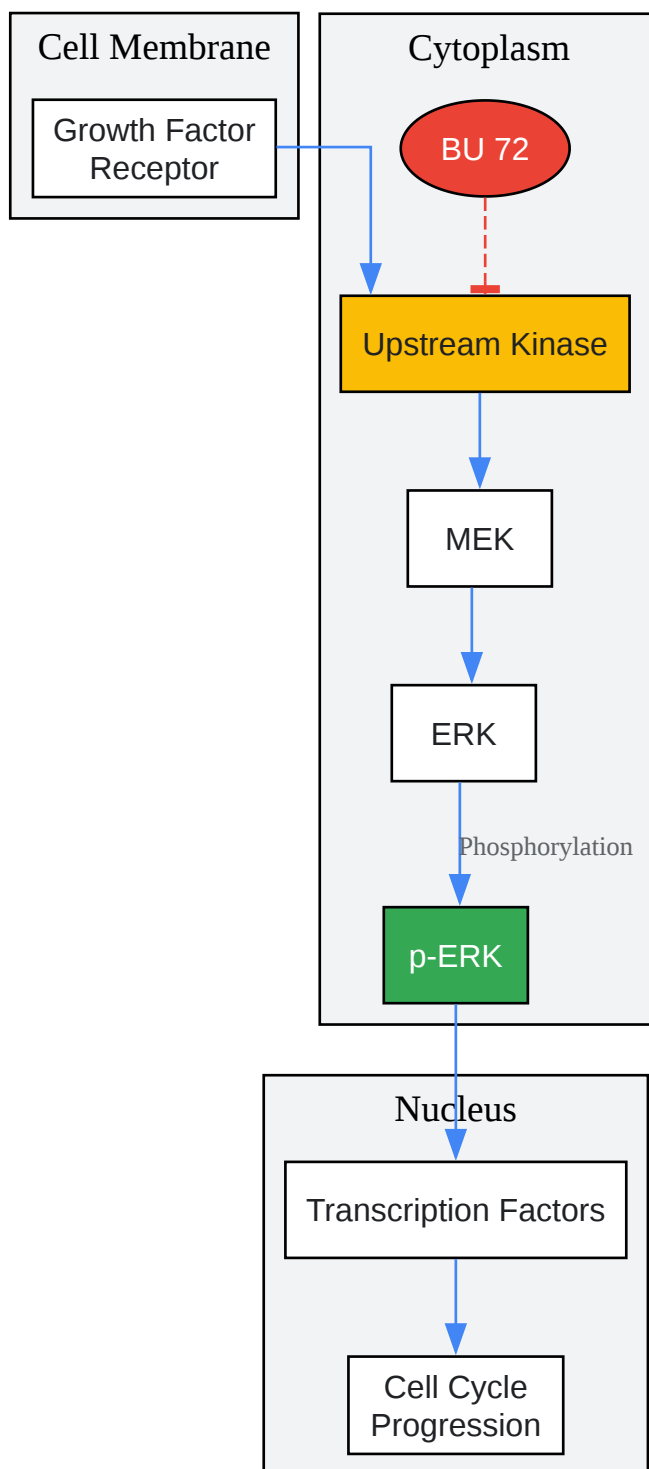 Cell Membrane
Growth Factor
Receptor
Cytoplasm
BU 72
Upstream Kinase
MEK
ERK
Phosphorylation
p-ERK
Nucleus
Transcription Factors
Cell Cycle
Progression